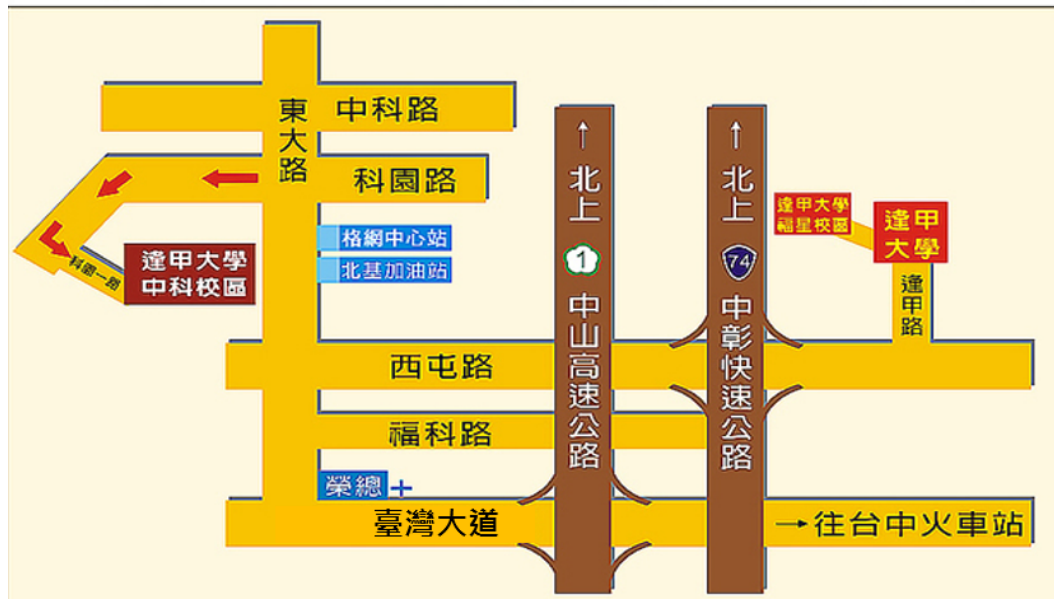 中科路
東大路
科園路
北上
北上
逢甲大學
福星校區
逢甲
大學
格網中心站
北基加油站
逢甲大學
中科校區
科園一路
1
74
中山高速公路
中彰快速公路
逢甲路
西屯路
福科路
榮總
臺灣大道
→往台中火車站